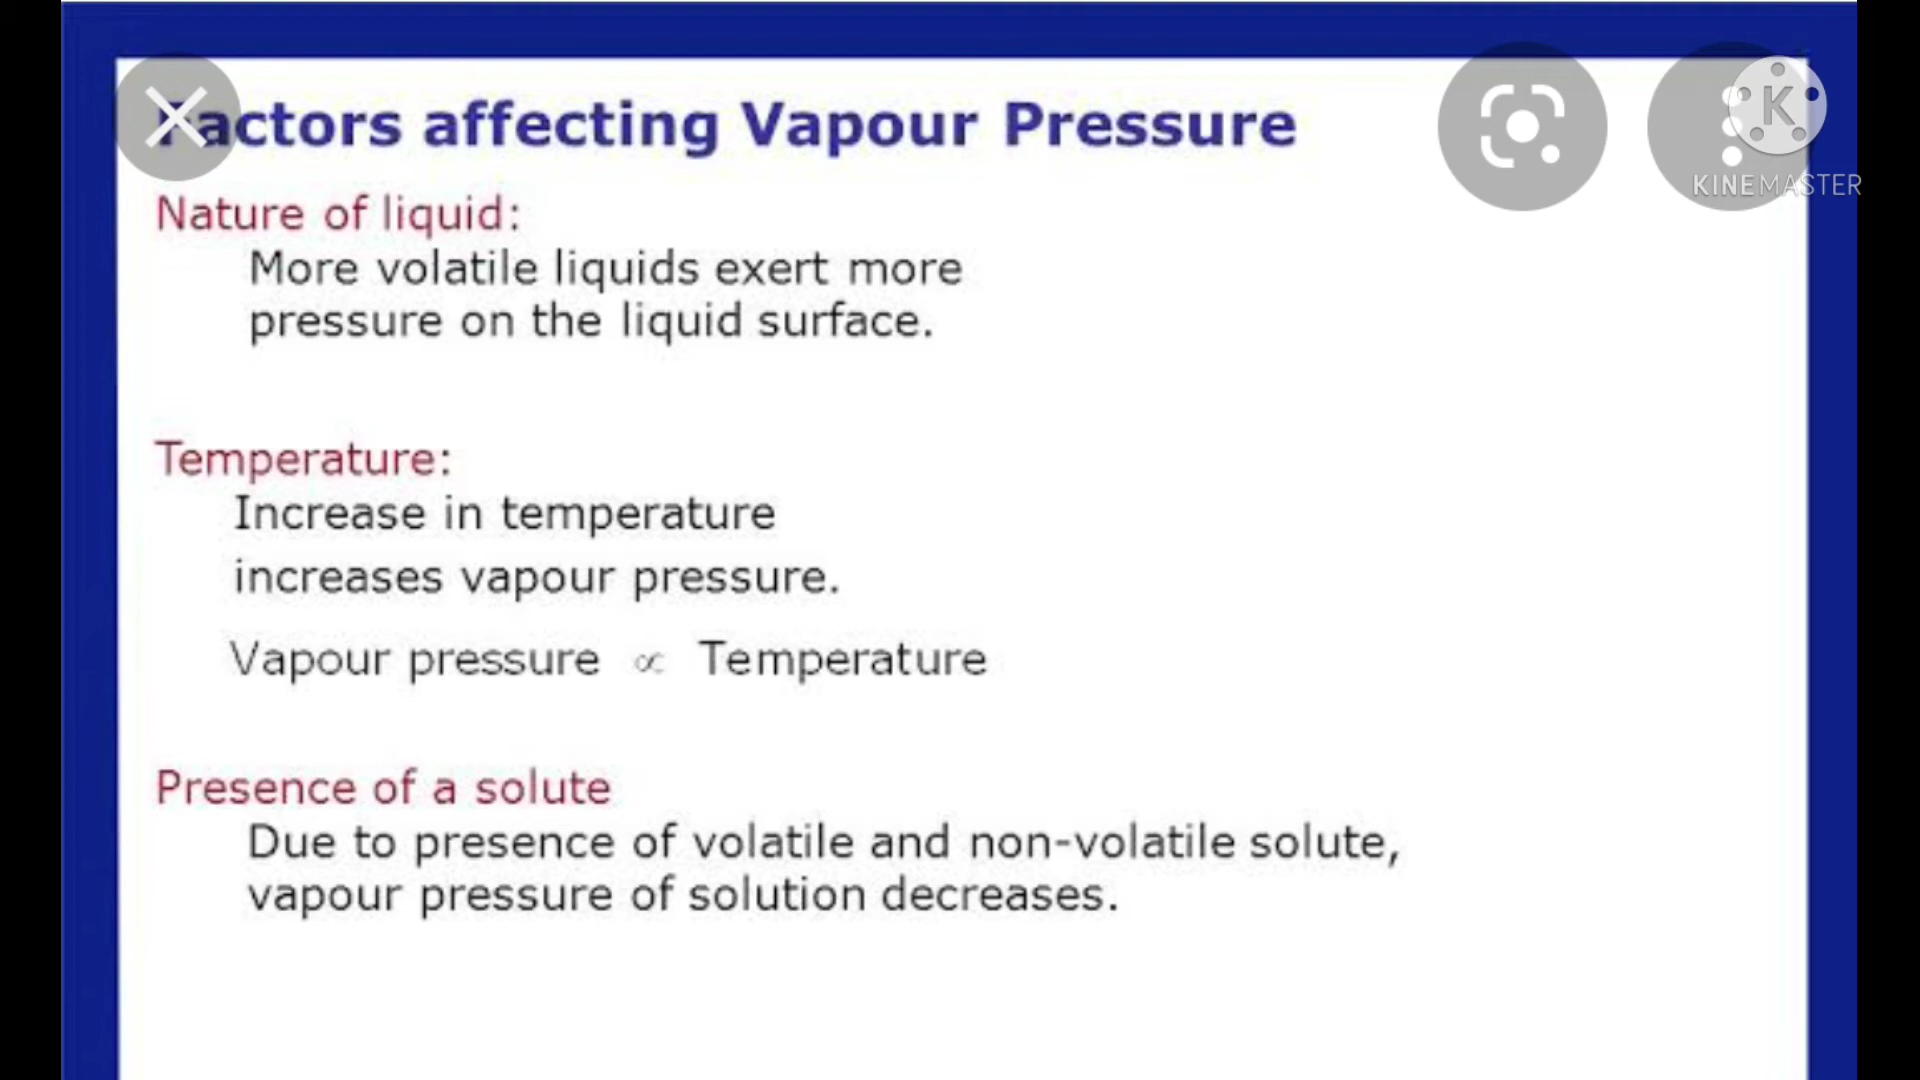 Factors affecting Vapour Pressure
K
KINEMASTER
Nature of liquid:
More volatile liquids exert more
pressure on the liquid surface.
Temperature:
Increase in temperature
increases vapour pressure.
Vapour pressure ∝ Temperature
Presence of a solute
Due to presence of volatile and non-volatile solute,
vapour pressure of solution decreases.